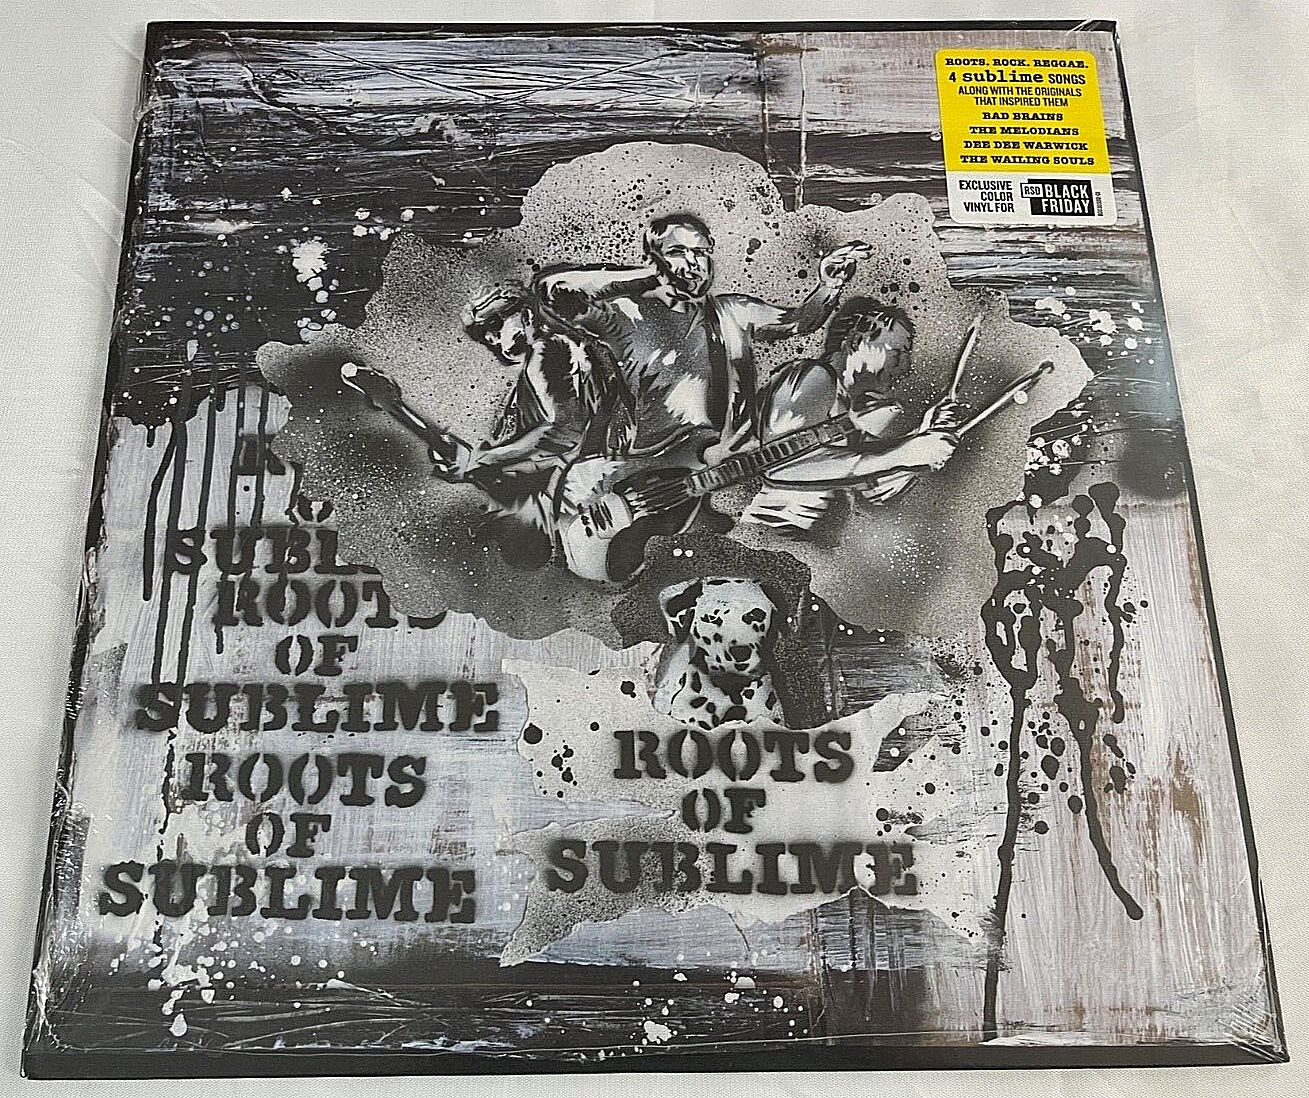 ROOTS. ROCK. REGGAE.
4 sublime SONGS
ALONG WITH THE ORIGINALS
THAT INSPIRED THEM
BAD BRAINS
THE MELODIANS
DEE DEE WARWICK
THE WAILING SOULS
EXCLUSIVE
COLOR
VINYL FOR
RSD BLACK
FRIDAY
SUBL
ROOTS
OF
SUBLIME
ROOTS
OF
SUBLIME
ROOTS
OF
SUBLIME